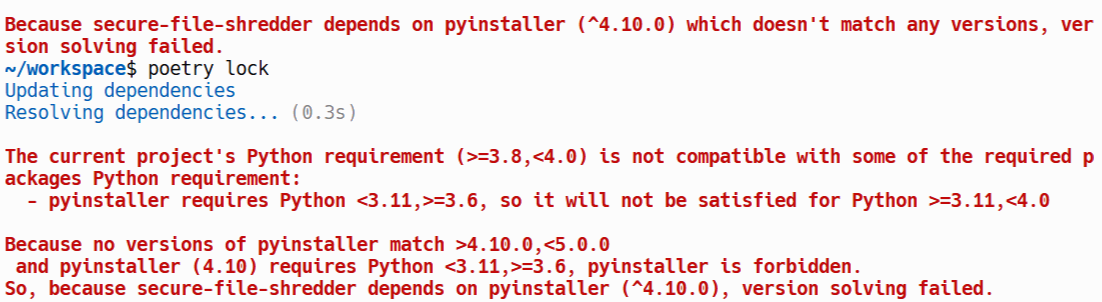 Because secure-file-shredder depends on pyinstaller (^4.10.0) which doesn't match any versions, ver
sion solving failed.
~/workspace$ poetry lock
Updating dependencies
Resolving dependencies... (0.3s)
The current project's Python requirement (>=3.8,<4.0) is not compatible with some of the required p
ackages Python requirement:
- pyinstaller requires Python <3.11,>=3.6, so it will not be satisfied for Python >=3.11,<4.0
Because no versions of pyinstaller match >4.10.0,<5.0.0
and pyinstaller (4.10) requires Python <3.11,>=3.6, pyinstaller is forbidden.
So, because secure-file-shredder depends on pyinstaller (^4.10.0), version solving failed.